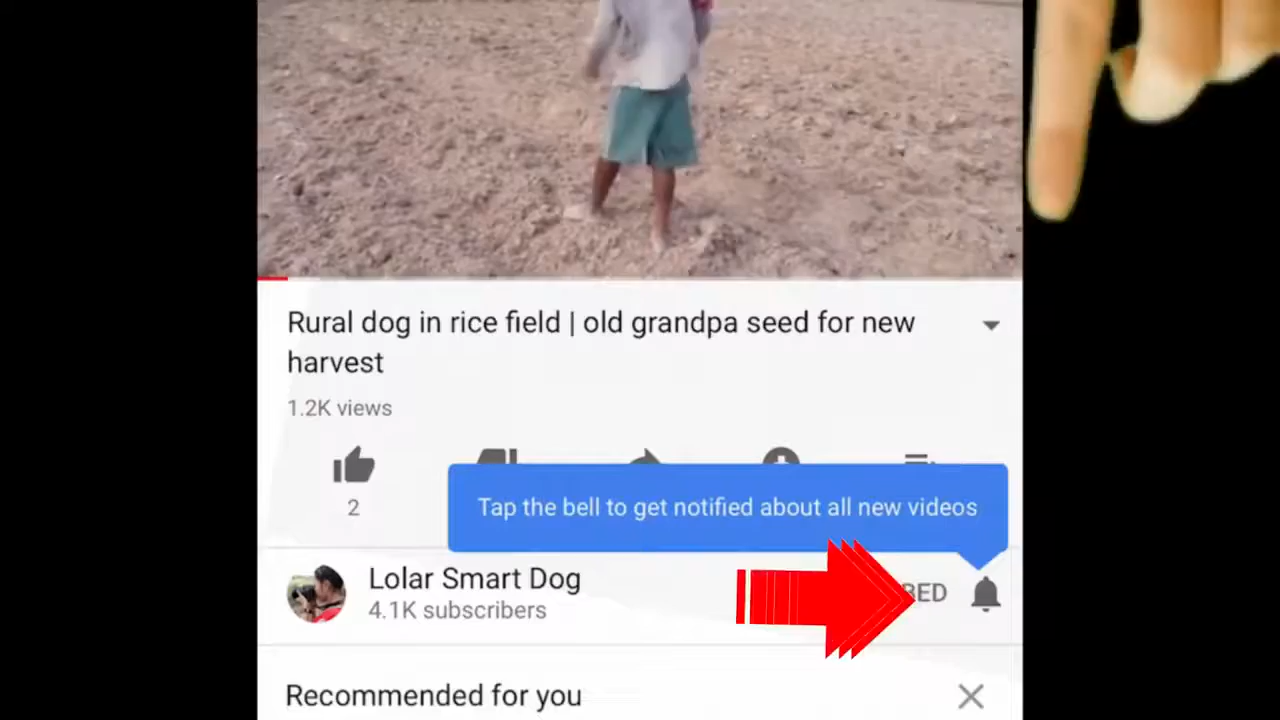 Rural dog in rice field | old grandpa seed for new
harvest
1.2K views
2
Tap the bell to get notified about all new videos
Lolar Smart Dog
4.1K subscribers
BED
Recommended for you